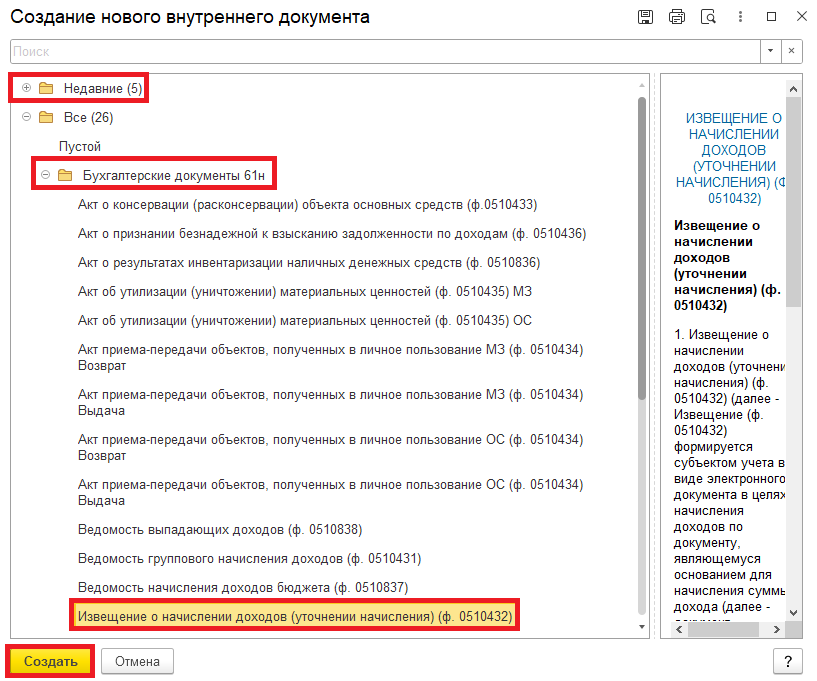 Создание нового внутреннего документа
Поиск
Недавние (5)
Все (26)
Пустой
Бухгалтерские документы 61н
Акт о консервации (расконсервации) объекта основных средств (ф.0510433)
Акт о признании безнадежной к взысканию задолженности по доходам (ф. 0510436)
Акт о результатах инвентаризации наличных денежных средств (ф. 0510836)
Акт об утилизации (уничтожении) материальных ценностей (ф. 0510435) МЗ
Акт об утилизации (уничтожении) материальных ценностей (ф. 0510435) ОС
Акт приема-передачи объектов, полученных в личное пользование МЗ (ф. 0510434)
Возврат
Акт приема-передачи объектов, полученных в личное пользование МЗ (ф. 0510434)
Выдача
Акт приема-передачи объектов, полученных в личное пользование ОС (ф. 0510434)
Возврат
Акт приема-передачи объектов, полученных в личное пользование ОС (ф. 0510434)
Выдача
Ведомость выпадающих доходов (ф. 0510838)
Ведомость группового начисления доходов (ф. 0510431)
Ведомость начисления доходов бюджета (ф. 0510837)
Извещение о начислении доходов (уточнении начисления) (ф. 0510432)
ИЗВЕЩЕНИЕ О
НАЧИСЛЕНИИ
ДОХОДОВ
(УТОЧНЕНИИ
НАЧИСЛЕНИЯ) (Ф
0510432)
Извещение о
начислении
доходов
(уточнении
начисления) (ф.
0510432)
1. Извещение о
начислении
доходов (уточнени
начисления) (ф.
0510432) (далее -
Извещение (ф.
0510432)
формируется
субъектом учета в
виде электронного
документа в целях
начисления
доходов по
документу,
являющемуся
основанием для
начисления суммы
дохода (далее -
документ
Создать
Отмена
?